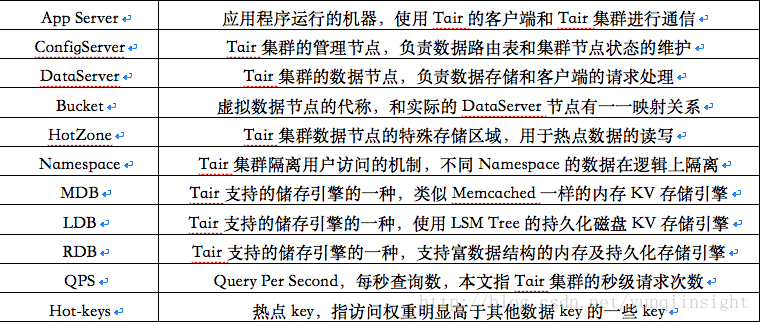 App Server 应用程序运行的机器，使用 Tair 的客户端和 Tair 集群进行通信
ConfigServer Tair 集群的管理节点，负责数据路由表和集群节点状态的维护
DataServer Tair 集群的数据节点，负责数据存储和客户端的请求处理
Bucket 虚拟数据节点的代称，和实际的 DataServer 节点有一一映射关系
HotZone Tair 集群数据节点的特殊存储区域，用于热点数据的读写
Namespace Tair 集群隔离用户访问的机制，不同 Namespace 的数据在逻辑上隔离
MDB Tair 支持的储存引擎的一种，类似 Memcached 一样的内存 KV 存储引擎
LDB Tair 支持的储存引擎的一种，使用 LSM Tree 的持久化磁盘 KV 存储引擎
RDB Tair 支持的储存引擎的一种，支持富数据结构的内存及持久化存储引擎
QPS Query Per Second，每秒查询数，本文指 Tair 集群的秒级请求次数
Hot-keys 热点 key，指访问权重明显高于其他数据 key 的一些 key
http://blog.csdn.net/yunqiinsight